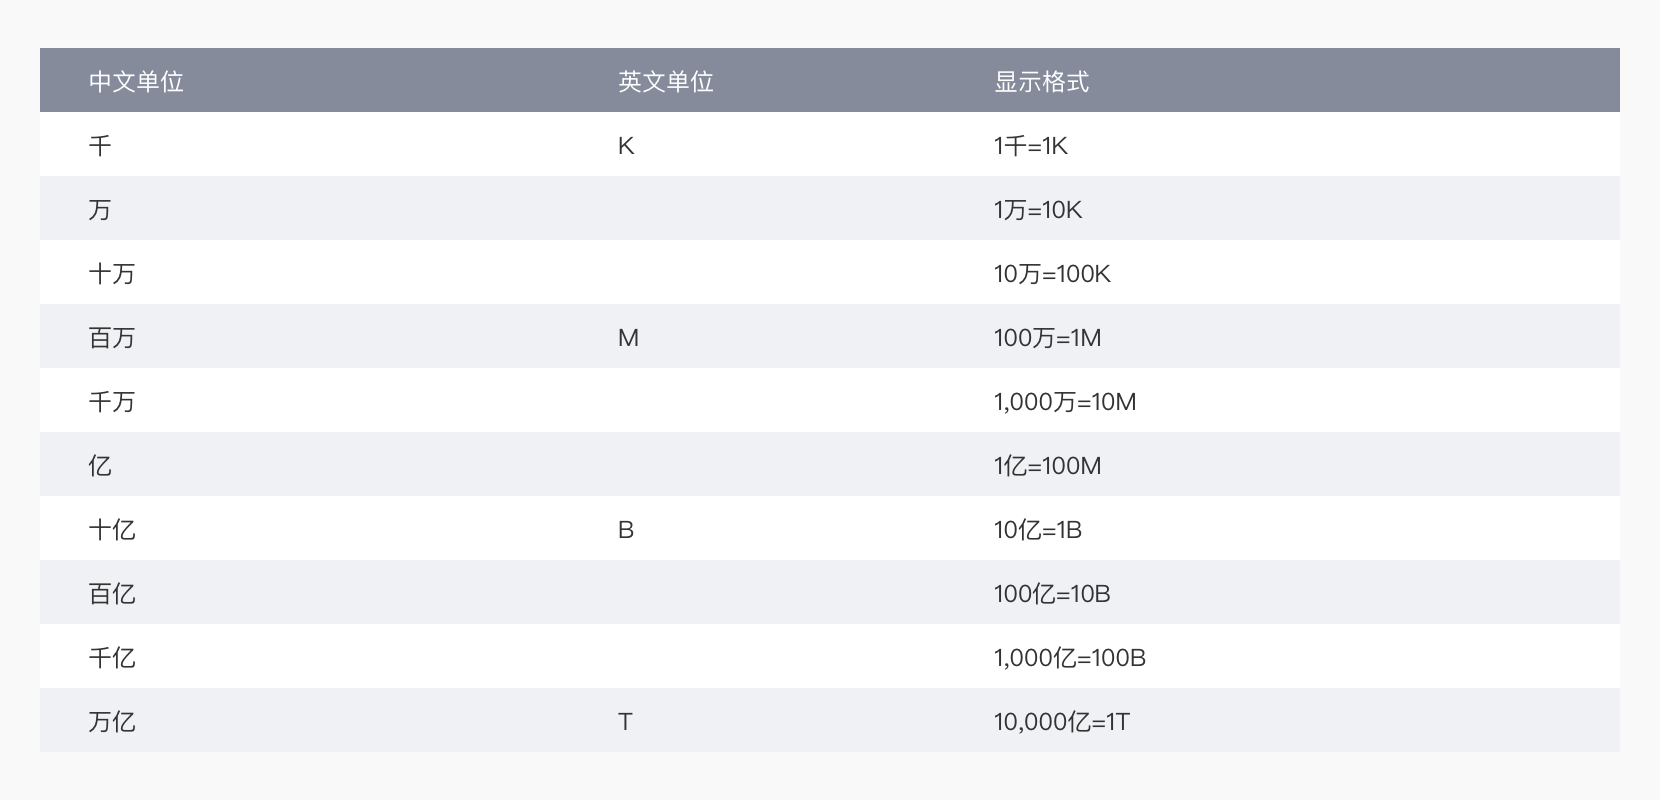 中文单位 英文单位 显示格式
千 K 1千=1K
万 1万=10K
十万 10万=100K
百万 M 100万=1M
千万 1,000万=10M
亿 1亿=100M
十亿 B 10亿=1B
百亿 100亿=10B
千亿 1,000亿=100B
万亿 T 10,000亿=1T